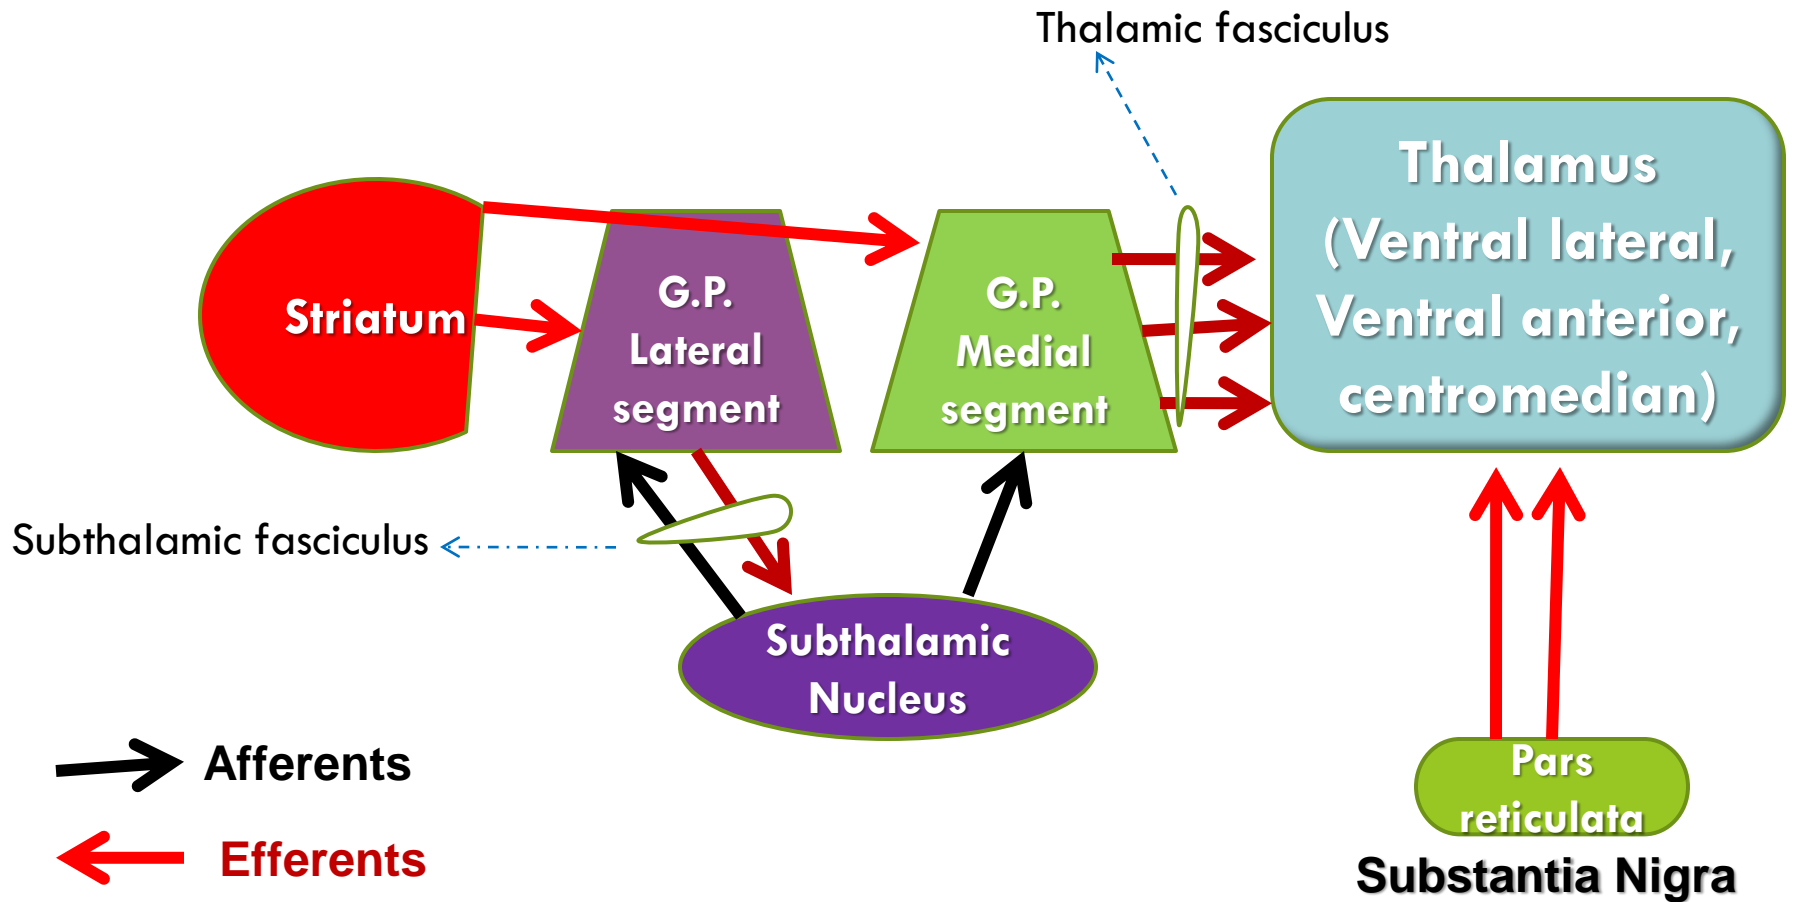 Thalamic fasciculus
Thalamus
(Ventral lateral,
Ventral anterior,
centromedian)
Striatum
G.P.
Lateral
segment
G.P.
Medial
segment
Subthalamic fasciculus
Subthalamic
Nucleus
Afferents
Efferents
Pars
reticulata
Substantia Nigra